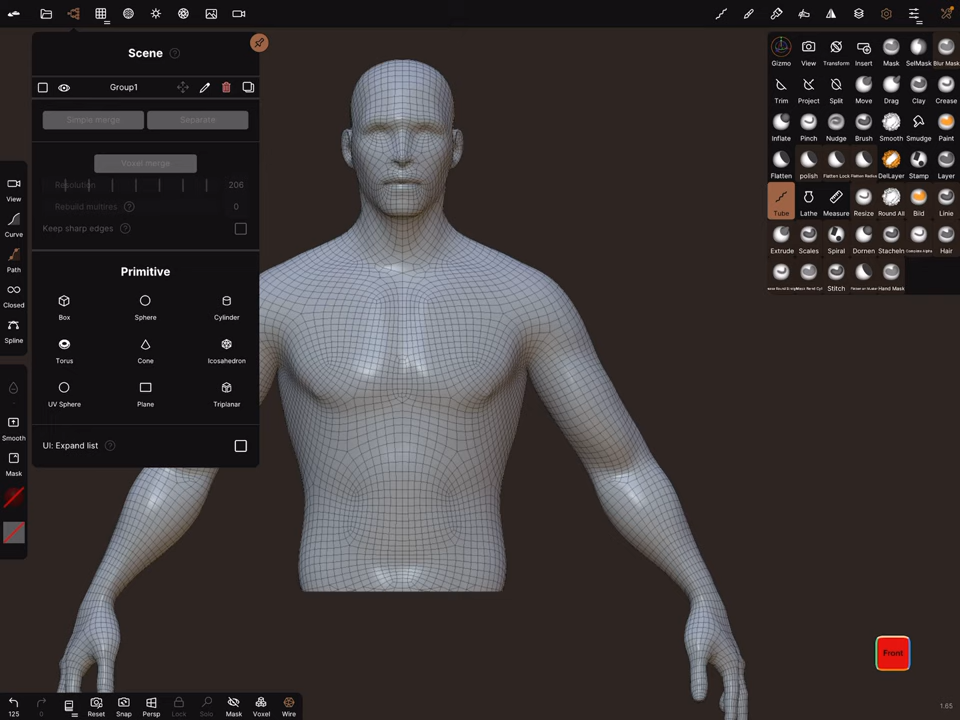 Scene
Group1
Simple merge
Separate
Voxel merge
Resolution 206
Rebuild multires 0
Keep sharp edges
Primitive
Box Sphere Cylinder
Torus Cone Icosahedron
UV Sphere Plane Triplanar
UI: Expand list
View
Curve
Path
Closed
Spline
Smooth
Mask
Gizmo View Transform Insert Mask SelMask Blur Mask
Trim Project Split Move Drag Clay Crease
Inflate Pinch Nudge Brush Smooth Smudge Paint
Flatten polish Flatten Lock DelLayer Stamp Layer
Tube Lathe Measure Resize Round All Bild Linie
Extrude Scales Spiral Dornen Stacheln Hair
Stitch Hand Mask
Front
125 0 Reset Snap Persp Lock Solo Mask Voxel Wire
1.65